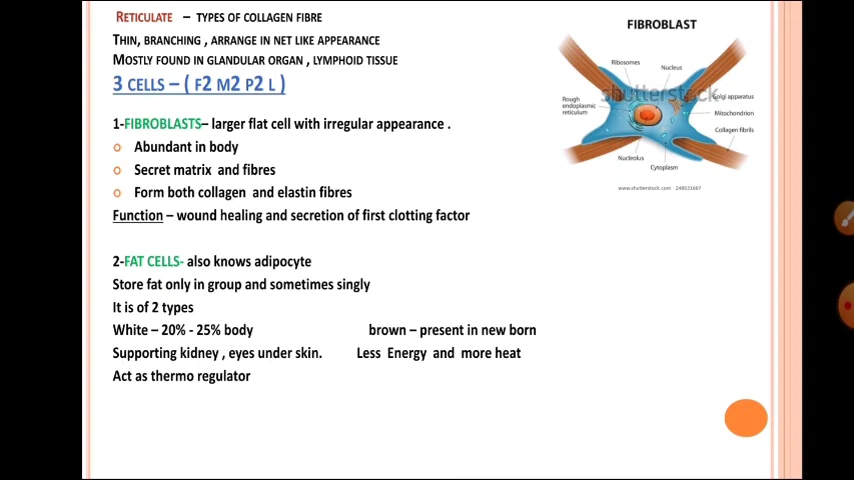 RETICULATE – TYPES OF COLLAGEN FIBRE
THIN, BRANCHING , ARRANGE IN NET LIKE APPEARANCE
MOSTLY FOUND IN GLANDULAR ORGAN , LYMPHOID TISSUE
3 CELLS – ( F2 M2 P2 L )
1-FIBROBLASTS– larger flat cell with irregular appearance .
Abundant in body
Secret matrix and fibres
Form both collagen and elastin fibres
Function – wound healing and secretion of first clotting factor
2-FAT CELLS- also knows adipocyte
Store fat only in group and sometimes singly
It is of 2 types
White – 20% - 25% body brown – present in new born
Supporting kidney , eyes under skin. Less Energy and more heat
Act as thermo regulator
FIBROBLAST
Ribosomes
Nucleus
shutterstock
Rough endoplasmic reticulum
Golgi apparatus
Mitochondrion
Collagen fibrils
Nucleolus
Cytoplasm
www.shutterstock.com · 248631667